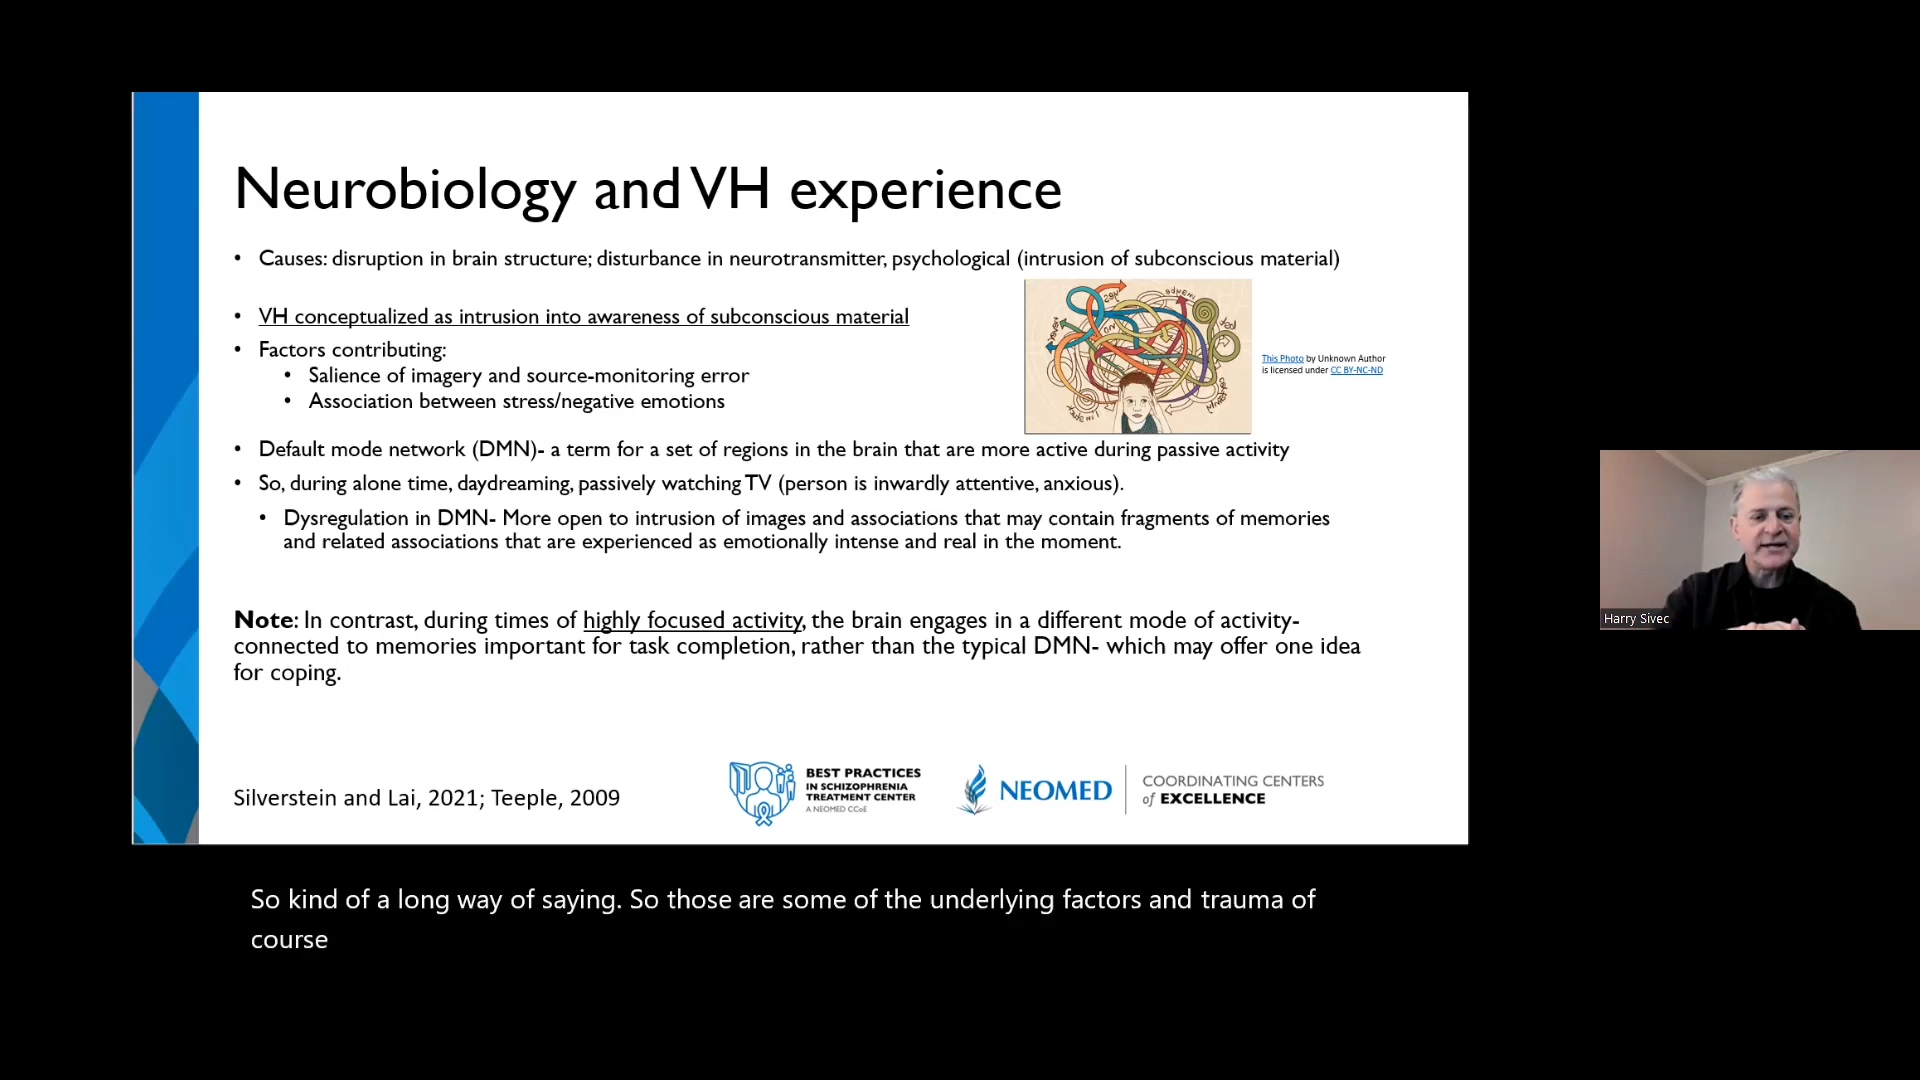 Neurobiology and VH experience
• Causes: disruption in brain structure; disturbance in neurotransmitter, psychological (intrusion of subconscious material)
• VH conceptualized as intrusion into awareness of subconscious material
• Factors contributing:
• Salience of imagery and source-monitoring error
• Association between stress/negative emotions
This Photo by Unknown Author
is licensed under CC BY-NC-ND
• Default mode network (DMN)- a term for a set of regions in the brain that are more active during passive activity
• So, during alone time, daydreaming, passively watching TV (person is inwardly attentive, anxious).
• Dysregulation in DMN- More open to intrusion of images and associations that may contain fragments of memories
and related associations that are experienced as emotionally intense and real in the moment.
Note: In contrast, during times of highly focused activity, the brain engages in a different mode of activity-
connected to memories important for task completion, rather than the typical DMN- which may offer one idea
for coping.
Silverstein and Lai, 2021; Teeple, 2009
BEST PRACTICES
IN SCHIZOPHRENIA
TREATMENT CENTER
A NEOMED CCoE
NEOMED
COORDINATING CENTERS
of EXCELLENCE
Harry Sivec
So kind of a long way of saying. So those are some of the underlying factors and trauma of
course